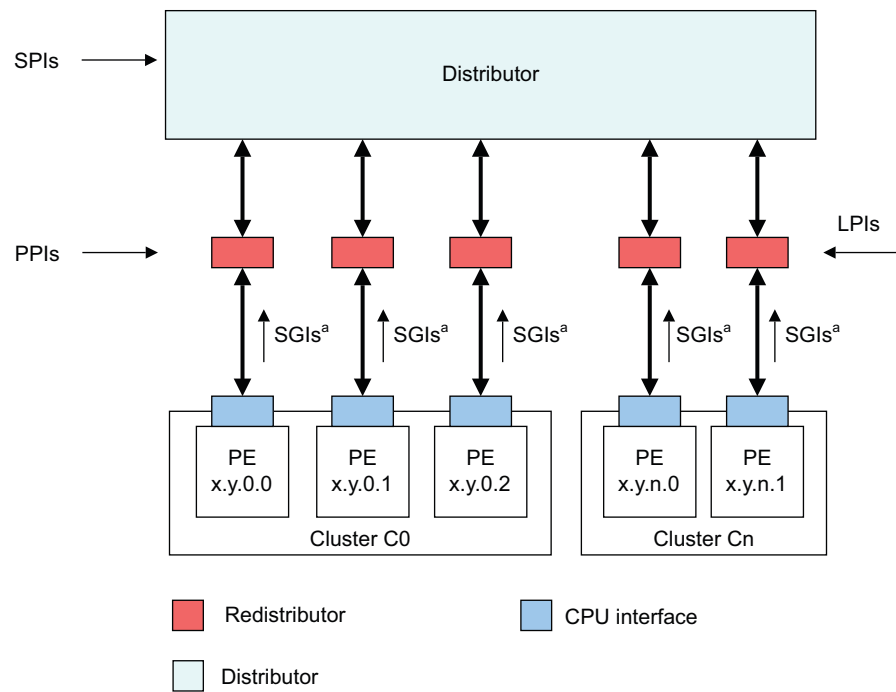 SPIs
Distributor
PPIs
LPIs
SGIsᵃ
SGIsᵃ
SGIsᵃ
SGIsᵃ
SGIsᵃ
PE
x.y.0.0
PE
x.y.0.1
PE
x.y.0.2
PE
x.y.n.0
PE
x.y.n.1
Cluster C0
Cluster Cn
Redistributor
CPU interface
Distributor